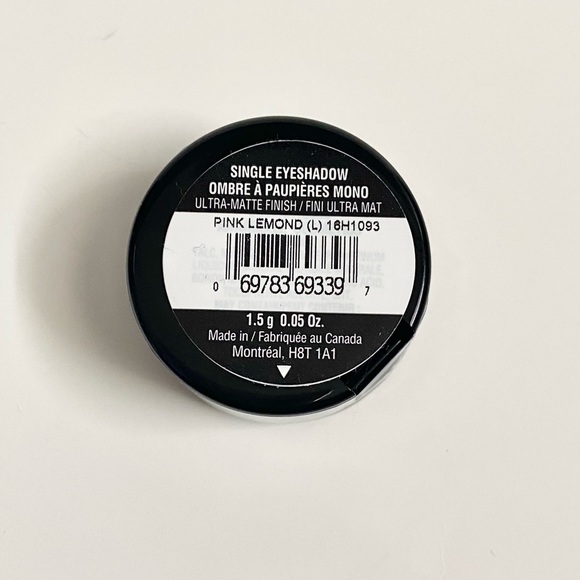 SINGLE EYESHADOW
OMBRE À PAUPIÈRES MONO
ULTRA-MATTE FINISH / FINI ULTRA MAT
PINK LEMOND (L) 16H1093
0 69783 69339 7
1.5 g 0.05 Oz.
Made in / Fabriquée au Canada
Montréal, H8T 1A1